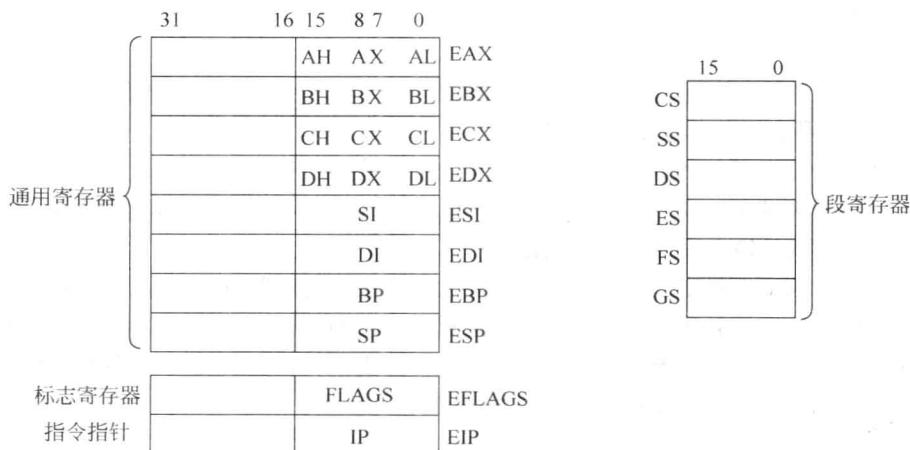 31 16 15 8 7 0
AH AX AL EAX
BH BX BL EBX
CH CX CL ECX
DH DX DL EDX
通用寄存器
SI ESI
DI EDI
BP EBP
SP ESP
标志寄存器 FLAGS EFLAGS
指令指针 IP EIP
15 0
CS
SS
DS
ES
FS
GS
段寄存器